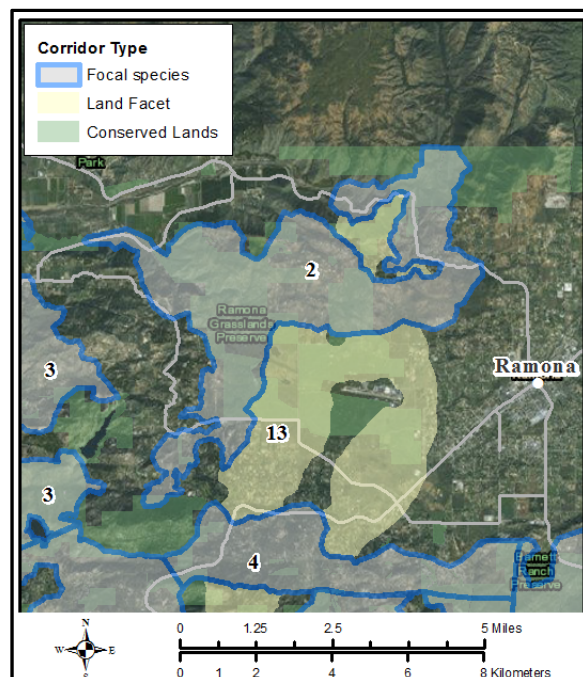 Corridor Type
Focal species
Land Facet
Conserved Lands
Park
2
Ramona
Grasslands
Preserve
3
Ramona
13
3
4
Barnett
Ranch
Preserve
N
W E
S
0 1.25 2.5 5 Miles
0 1 2 4 6 8 Kilometers